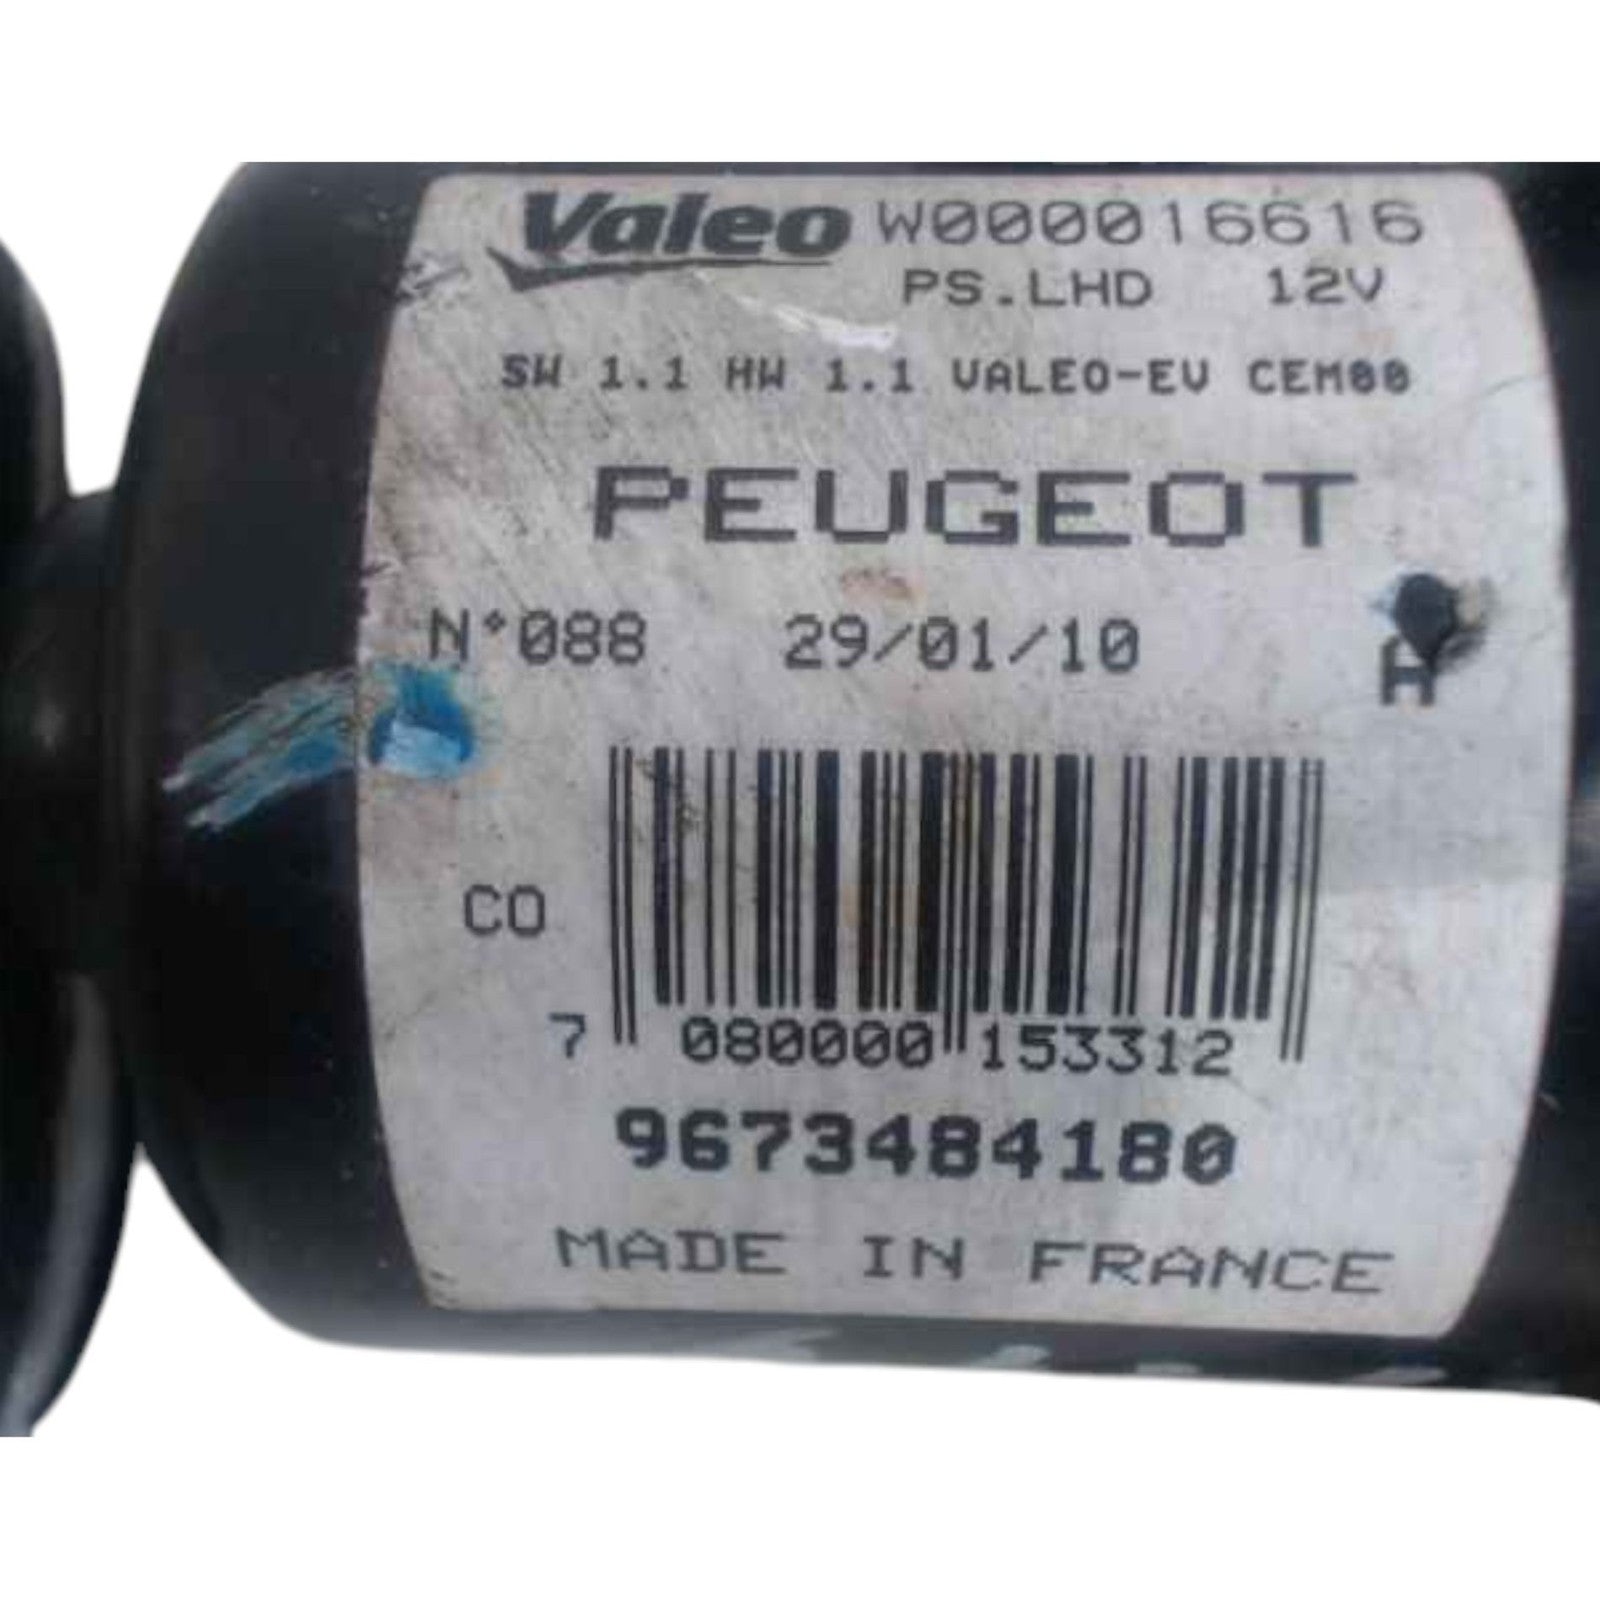 Valeo W000016616
PS.LHD 12V
SW 1.1 HW 1.1 VALEO-EV CEM00
PEUGEOT
N°088 29/01/10 A
CO
7 080000 153312
9673484180
MADE IN FRANCE